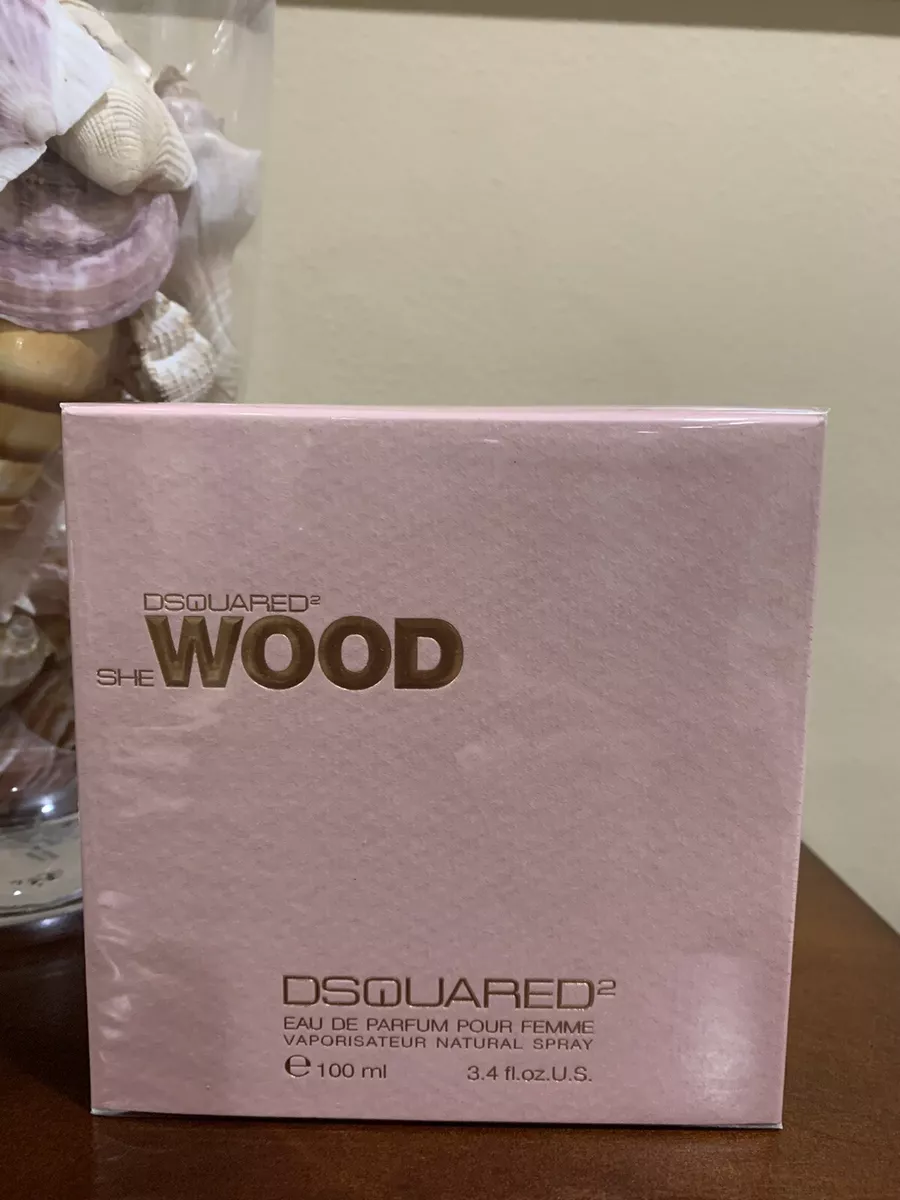 DSQUARED²
SHE WOOD
DSQUARED²
EAU DE PARFUM POUR FEMME
VAPORISATEUR NATURAL SPRAY
℮ 100 ml 3.4 fl.oz.U.S.